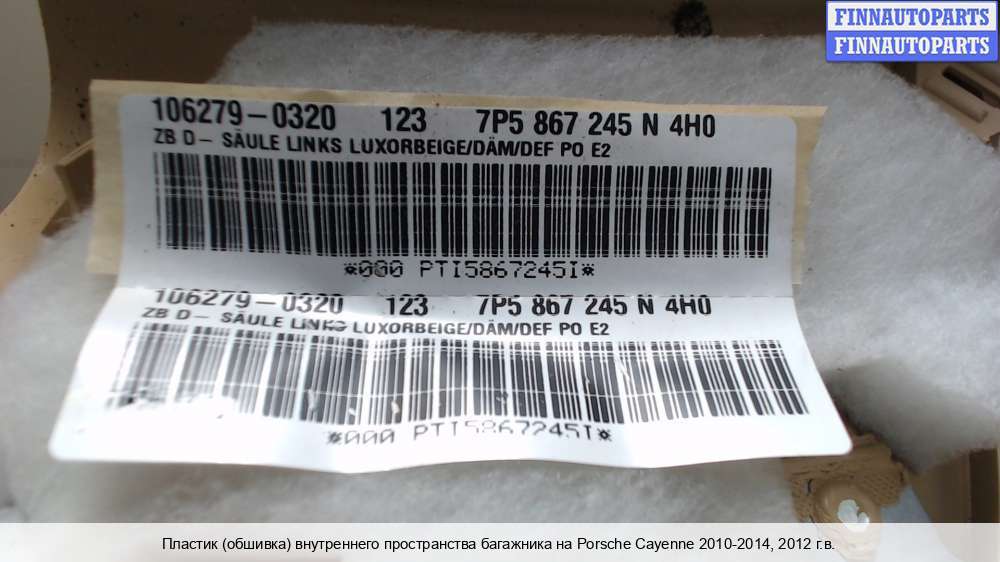 FINNAUTOPARTS
FINNAUTOPARTS
106279-0320 123 7P5 867 245 N 4H0
ZB D- SÄULE LINKS LUXORBEIGE/DÄM/DEF PO E2
*000 PTI5867245I*
106279-0320 123 7P5 867 245 N 4H0
ZB D- SÄULE LINKS LUXORBEIGE/DÄM/DEF PO E2
*000 PTI5867245I*
Пластик (обшивка) внутреннего пространства багажника на Porsche Cayenne 2010-2014, 2012 г.в.